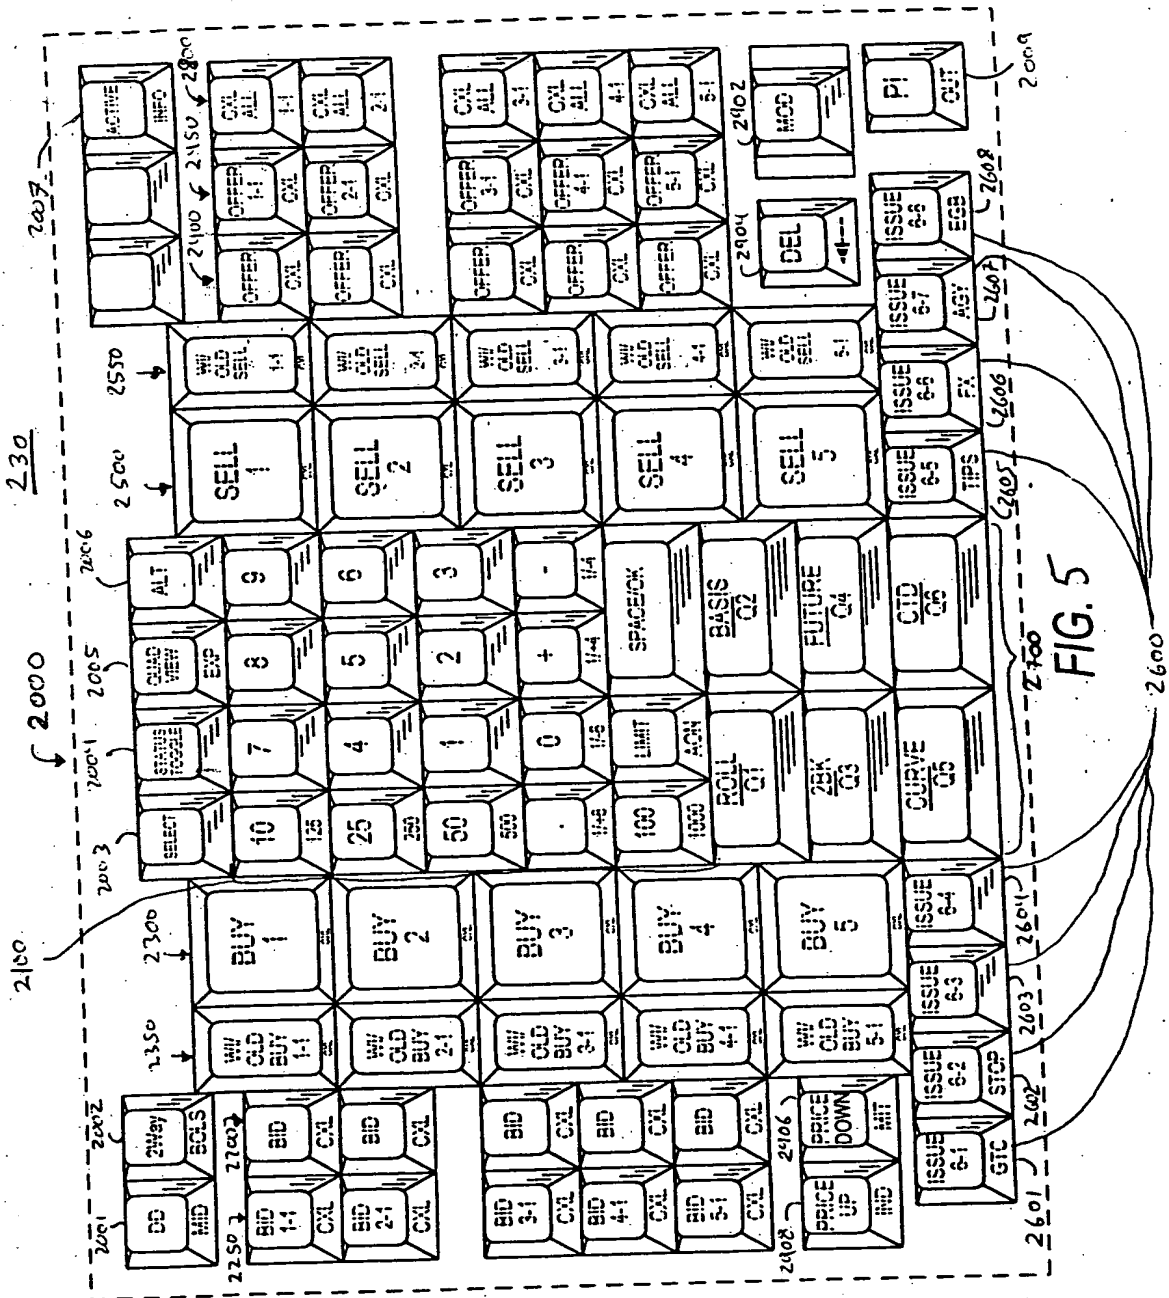 230
2000
2100
2007
2001
2002
2003
2004
2005
2006
DD
MID
2Way
BOLS
SELECT
STATUS
TOGGLE
QUAD
VIEW
EXP
ALT
ACTIVE
INFO
2250
2200
2350
2300
2500
2550
2400
2450
2800
BID
1-1
CXL
BID
CXL
WI/
OLD
BUY
1-1
BUY
1
10
125
7
8
9
SELL
1
WI/
OLD
SELL
1-1
OFFER
CXL
OFFER
1-1
CXL
CXL
ALL
1-1
BID
2-1
CXL
BID
CXL
WI/
OLD
BUY
2-1
BUY
2
25
250
4
5
6
SELL
2
WI/
OLD
SELL
2-1
OFFER
CXL
OFFER
2-1
CXL
CXL
ALL
2-1
BID
3-1
CXL
BID
CXL
WI/
OLD
BUY
3-1
BUY
3
50
500
1
2
3
SELL
3
WI/
OLD
SELL
3-1
OFFER
CXL
OFFER
3-1
CXL
CXL
ALL
3-1
.
0
+
-
BID
4-1
CXL
BID
CXL
WI/
OLD
BUY
4-1
BUY
4
100
1000
LIMIT
AON
SPACE/OK
SELL
4
WI/
OLD
SELL
4-1
OFFER
CXL
OFFER
4-1
CXL
CXL
ALL
4-1
BID
5-1
CXL
BID
CXL
WI/
OLD
BUY
5-1
BUY
5
ROLL
Q1
BASIS
Q2
SELL
5
WI/
OLD
SELL
5-1
OFFER
CXL
OFFER
5-1
CXL
CXL
ALL
5-1
2908
2906
2904
2902
PRICE
UP
IND
PRICE
DOWN
MIT
2BK
Q3
FUTURE
Q4
DEL
MOD
ISSUE
6-1
GTC
ISSUE
6-2
STOP
ISSUE
6-3
ISSUE
6-4
CURVE
Q5
CTD
Q6
ISSUE
6-5
TIPS
ISSUE
6-6
FX
ISSUE
6-7
AGY
ISSUE
6-8
EGB
PI
OUT
2601
2602
2603
2604
2700
2605
2606
2607
2608
2009
FIG. 5
2600